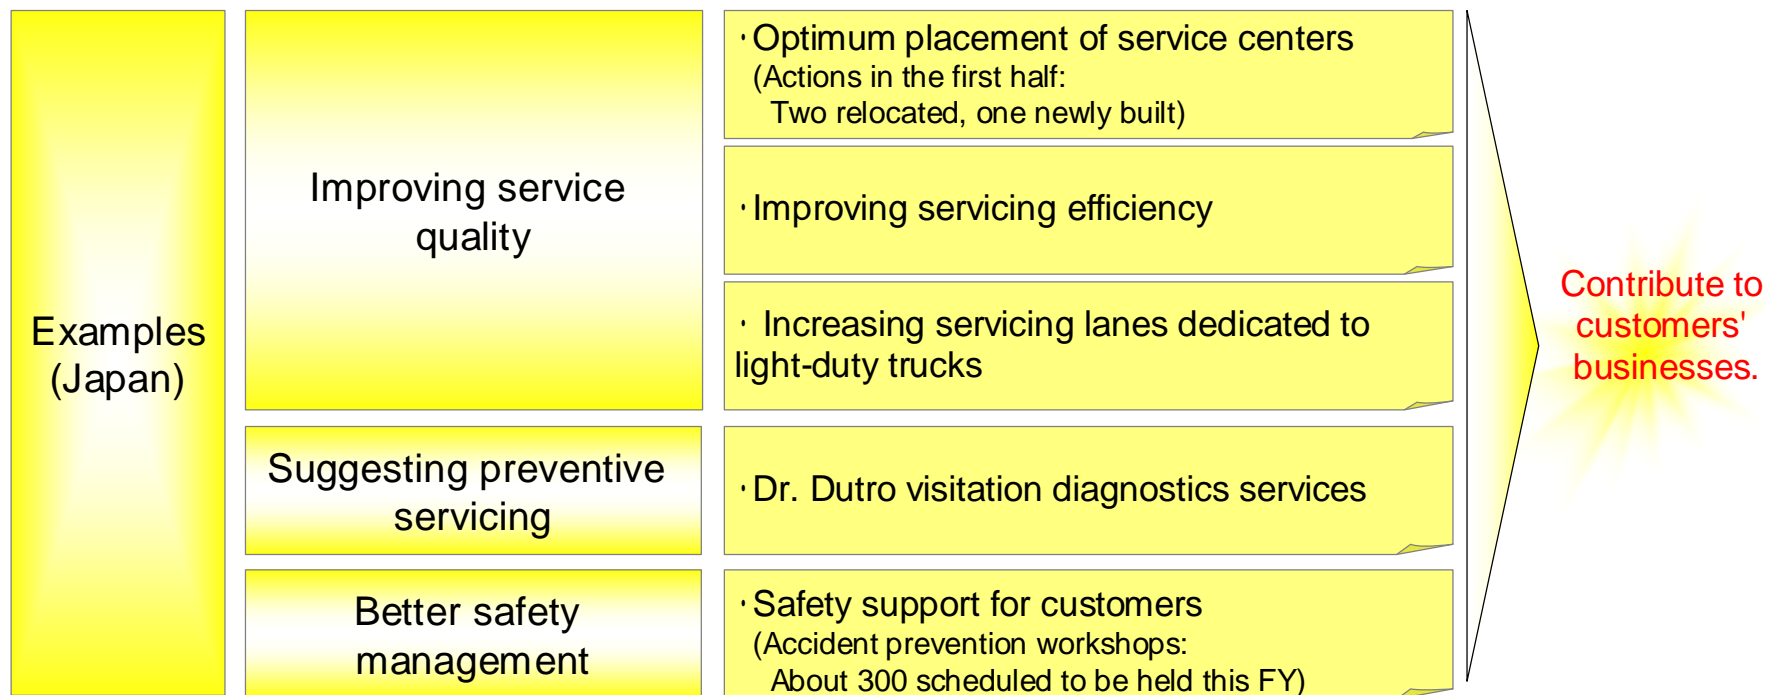 Examples
(Japan)
Improving service
quality
・Optimum placement of service centers
(Actions in the first half:
Two relocated, one newly built)
・Improving servicing efficiency
・ Increasing servicing lanes dedicated to
light-duty trucks
Suggesting preventive
servicing
・Dr. Dutro visitation diagnostics services
Better safety
management
・Safety support for customers
(Accident prevention workshops:
About 300 scheduled to be held this FY)
Contribute to
customers'
businesses.